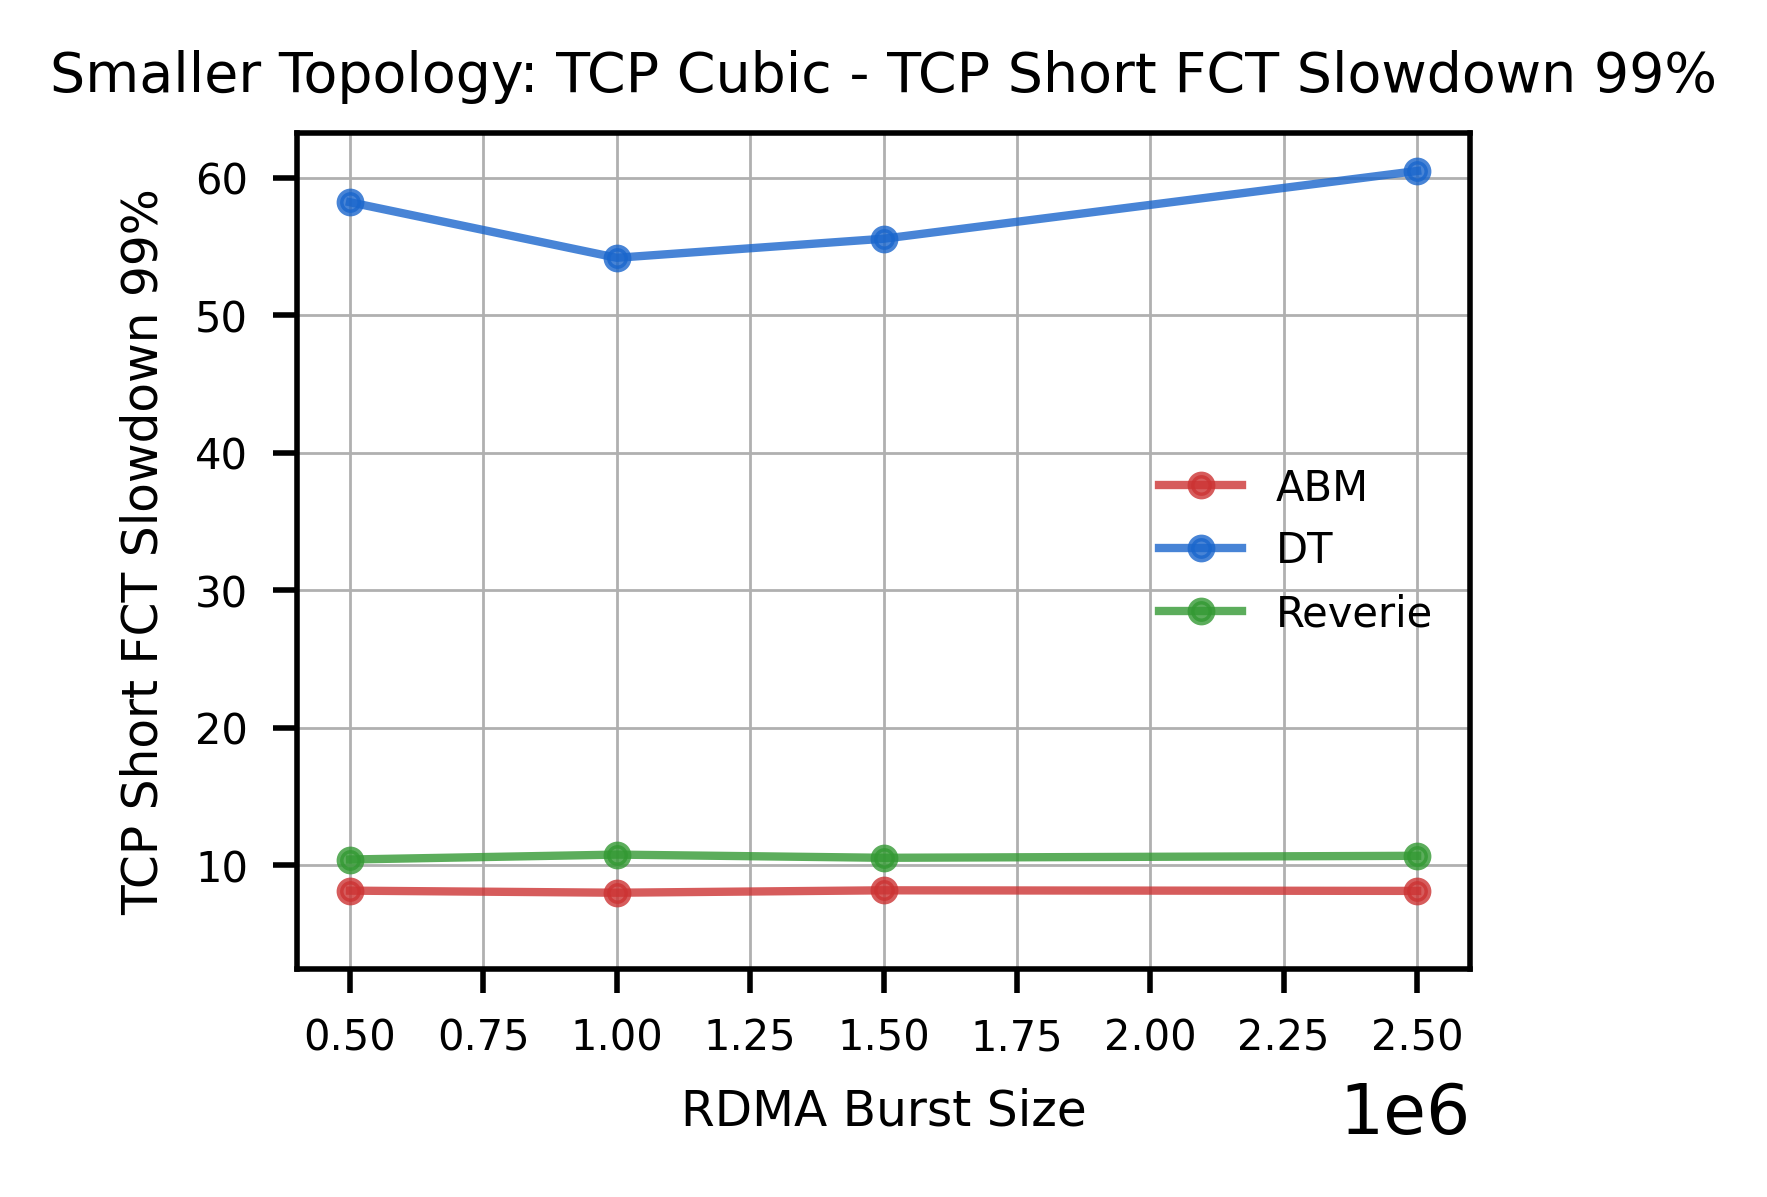 Smaller Topology: TCP Cubic - TCP Short FCT Slowdown 99%
TCP Short FCT Slowdown 99%
60
50
40
30
20
10
ABM
DT
Reverie
0.50 0.75 1.00 1.25 1.50 1.75 2.00 2.25 2.50
RDMA Burst Size
1e6